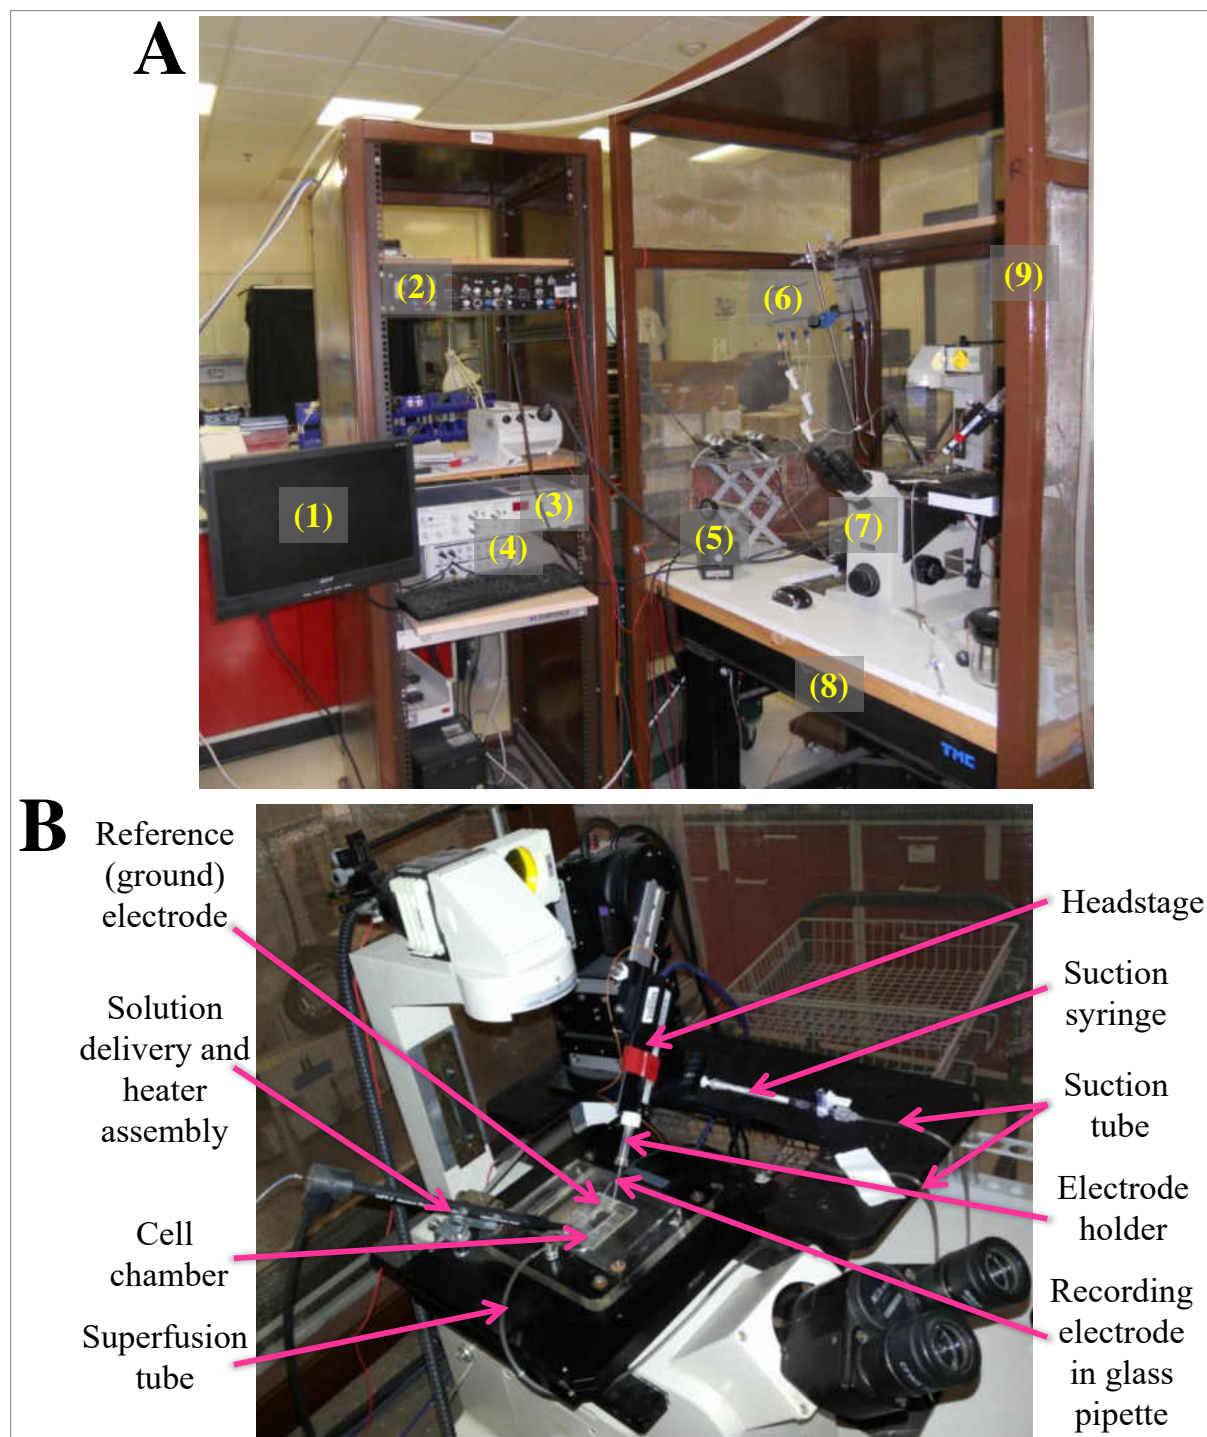 A
(1)
(2)
(3)
(4)
(5)
(6)
(7)
(8)
(9)
TMC
B
Reference
(ground)
electrode
Solution
delivery and
heater
assembly
Cell
chamber
Superfusion
tube
Headstage
Suction
syringe
Suction
tube
Electrode
holder
Recording
electrode
in glass
pipette